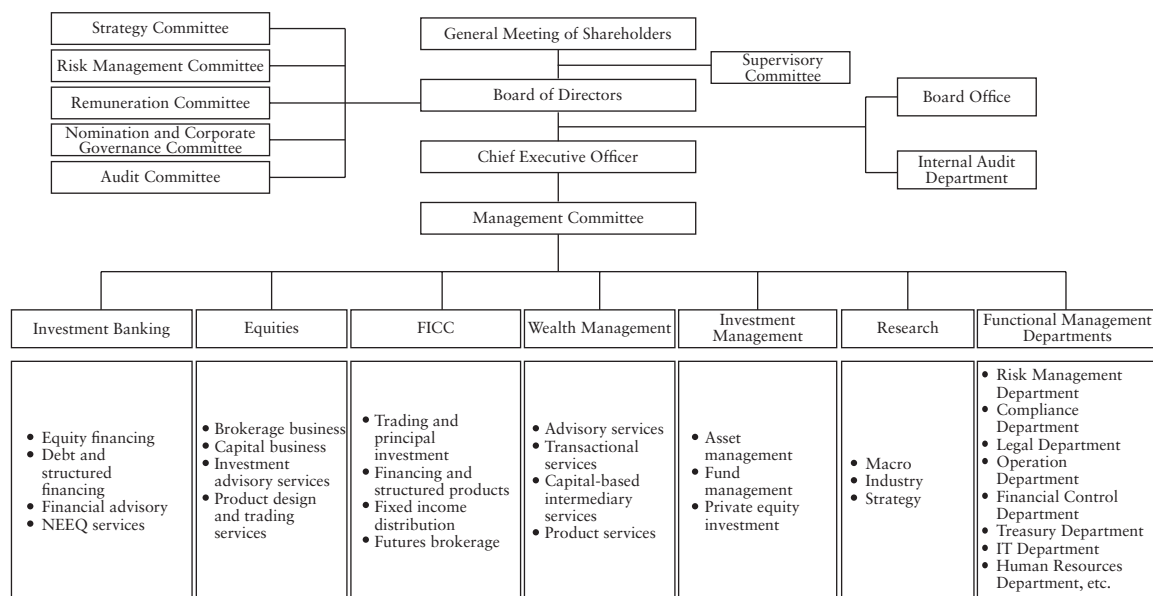 Strategy Committee
Risk Management Committee
Remuneration Committee
Nomination and Corporate
Governance Committee
Audit Committee
General Meeting of Shareholders
Supervisory
Committee
Board of Directors
Board Office
Chief Executive Officer
Internal Audit
Department
Management Committee
Investment Banking
Equities
FICC
Wealth Management
Investment
Management
Research
Functional Management
Departments
• Equity financing
• Debt and
structured
financing
• Financial advisory
• NEEQ services
• Brokerage business
• Capital business
• Investment
advisory services
• Product design
and trading
services
• Trading and
principal
investment
• Financing and
structured products
• Fixed income
distribution
• Futures brokerage
• Advisory services
• Transactional
services
• Capital-based
intermediary
services
• Product services
• Asset
management
• Fund
management
• Private equity
investment
• Macro
• Industry
• Strategy
• Risk Management
Department
• Compliance
Department
• Legal Department
• Operation
Department
• Financial Control
Department
• Treasury Department
• IT Department
• Human Resources
Department, etc.